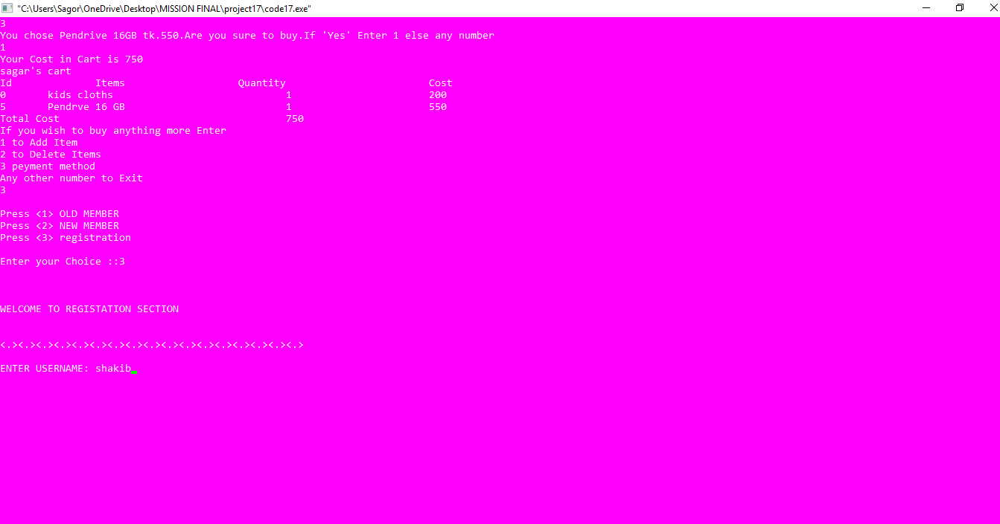 "C:\Users\Sagor\OneDrive\Desktop\MISSION FINAL\project17\code17.exe"
3
You chose Pendrive 16GB tk.550.Are you sure to buy.If 'Yes' Enter 1 else any number
1
Your Cost in Cart is 750
sagar's cart
Id Items Quantity Cost
0 kids cloths 1 200
5 Pendrve 16 GB 1 550
Total Cost 750
If you wish to buy anything more Enter
1 to Add Item
2 to Delete Items
3 peyment method
Any other number to Exit
3
Press <1> OLD MEMBER
Press <2> NEW MEMBER
Press <3> registration
Enter your Choice ::3
WELCOME TO REGISTATION SECTION
<.><.><.><.><.><.><.><.><.><.><.><.><.><.><.><.><.>
ENTER USERNAME: shakib_